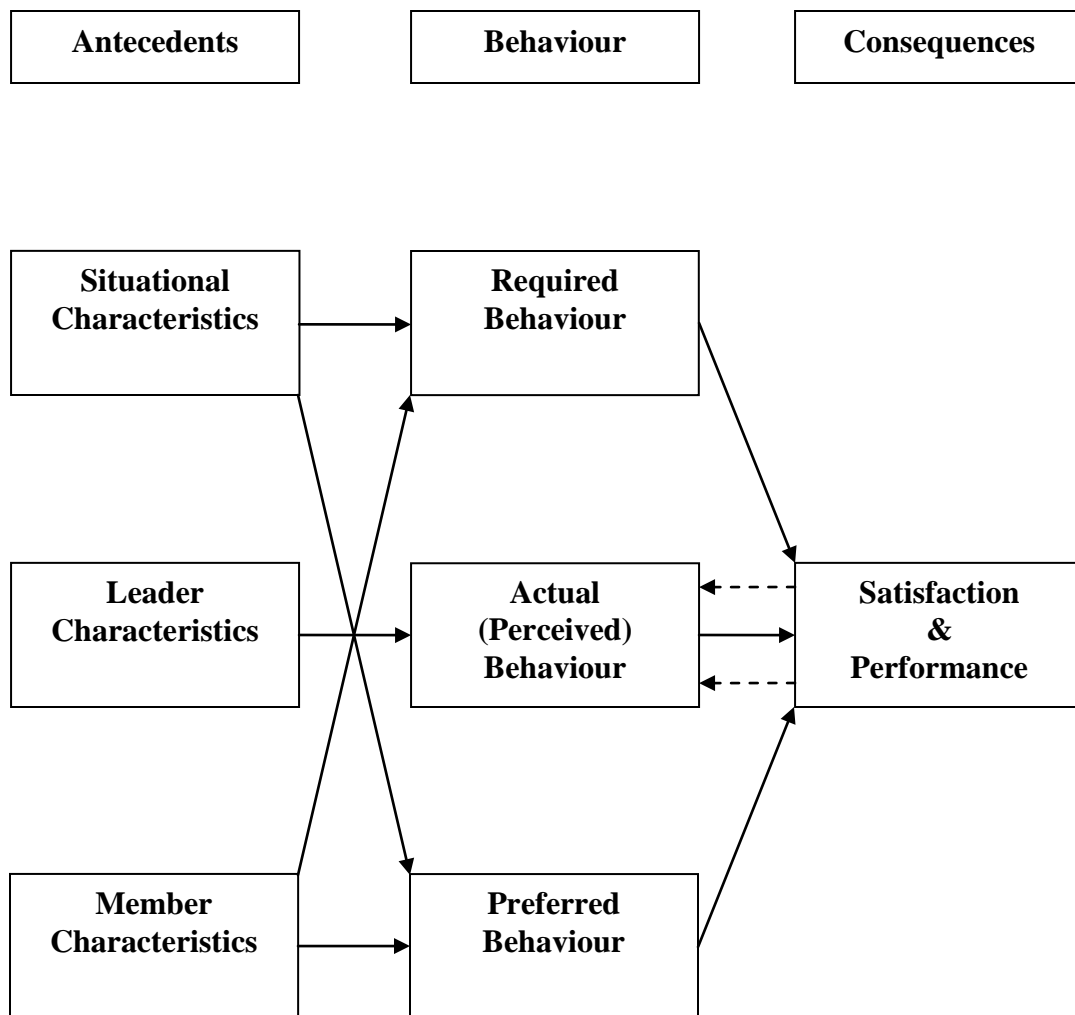 Antecedents
Behaviour
Consequences
Situational
Characteristics
Required
Behaviour
Leader
Characteristics
Actual
(Perceived)
Behaviour
Satisfaction
&
Performance
Member
Characteristics
Preferred
Behaviour